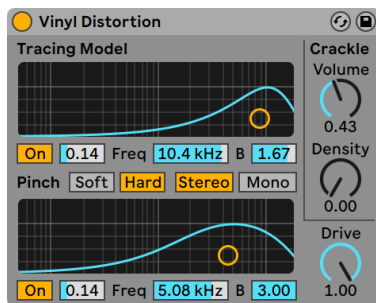 Vinyl Distortion
Tracing Model
On 0.14 Freq 10.4 kHz B 1.67
Pinch Soft Hard Stereo Mono
On 0.14 Freq 5.08 kHz B 3.00
Crackle
Volume
0.43
Density
0.00
Drive
1.00